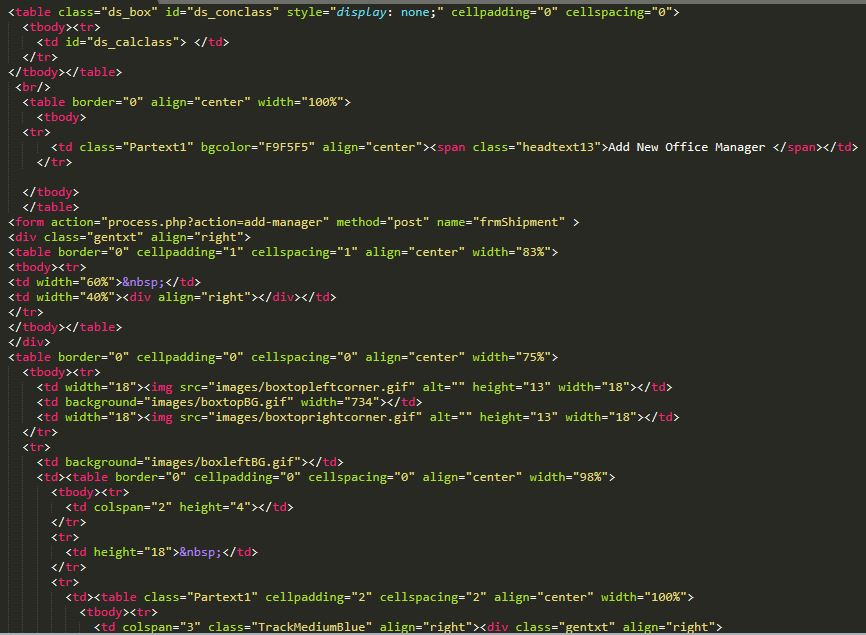 <table class="ds_box" id="ds_conclass" style="display: none;" cellpadding="0" cellspacing="0">
<tbody><tr>
<td id="ds_calclass"> </td>
</tr>
</tbody></table>
<br/>
<table border="0" align="center" width="100%">
<tbody>
<tr>
<td class="Partext1" bgcolor="F9F5F5" align="center"><span class="headtext13">Add New Office Manager </span></td>
</tr>
</tbody>
</table>
<form action="process.php?action=add-manager" method="post" name="frmShipment" >
<div class="gentxt" align="right">
<table border="0" cellpadding="1" cellspacing="1" align="center" width="83%">
<tbody><tr>
<td width="60%">&nbsp;</td>
<td width="40%"><div align="right"></div></td>
</tr>
</tbody></table>
</div>
<table border="0" cellpadding="0" cellspacing="0" align="center" width="75%">
<tbody><tr>
<td width="18"><img src="images/boxtopleftcorner.gif" alt="" height="13" width="18"></td>
<td background="images/boxtopBG.gif" width="734"></td>
<td width="18"><img src="images/boxtoprightcorner.gif" alt="" height="13" width="18"></td>
</tr>
<tr>
<td background="images/boxleftBG.gif"></td>
<td><table border="0" cellpadding="0" cellspacing="0" align="center" width="98%">
<tbody><tr>
<td colspan="2" height="4"></td>
</tr>
<tr>
<td height="18">&nbsp;</td>
</tr>
<tr>
<td><table class="Partext1" cellpadding="2" cellspacing="2" align="center" width="100%">
<tbody><tr>
<td colspan="3" class="TrackMediumBlue" align="right"><div class="gentxt" align="right">